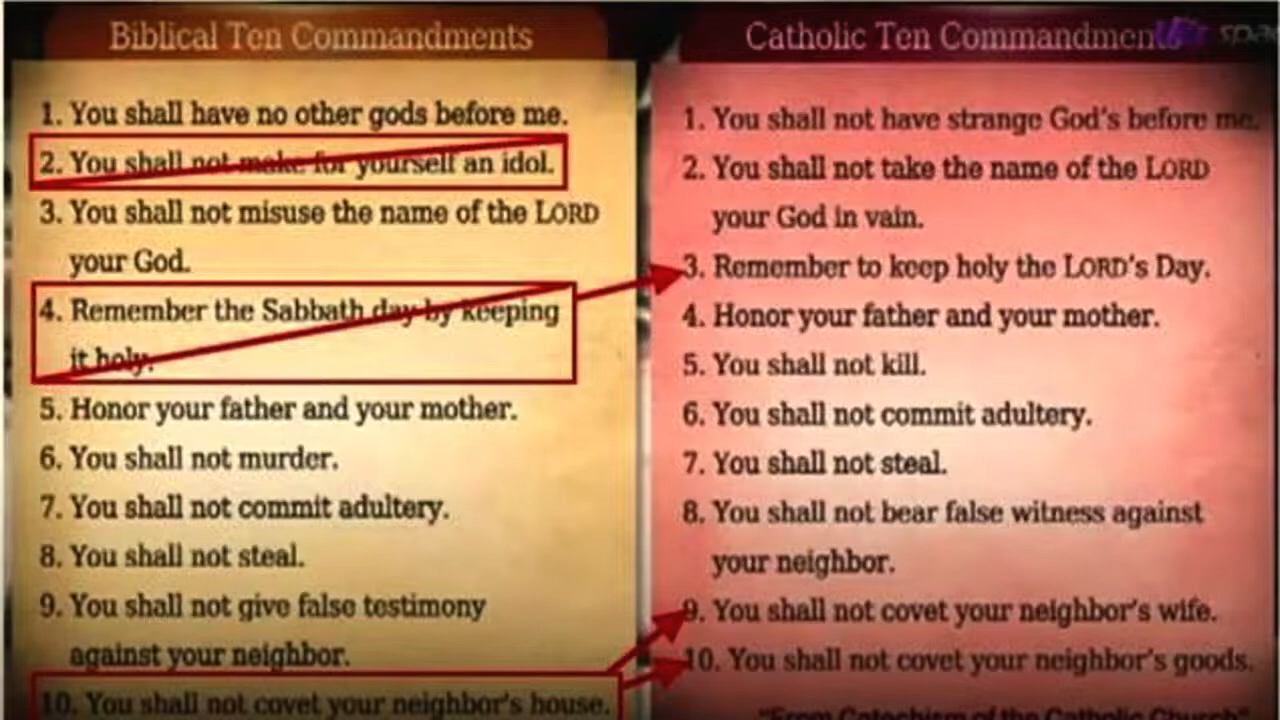 Biblical Ten Commandments
1. You shall have no other gods before me.
2. You shall not make for yourself an idol.
3. You shall not misuse the name of the LORD
your God.
4. Remember the Sabbath day by keeping
it holy.
5. Honor your father and your mother.
6. You shall not murder.
7. You shall not commit adultery.
8. You shall not steal.
9. You shall not give false testimony
against your neighbor.
10. You shall not covet your neighbor's house.
Catholic Ten Commandments
1. You shall not have strange God's before me.
2. You shall not take the name of the LORD
your God in vain.
3. Remember to keep holy the LORD's Day.
4. Honor your father and your mother.
5. You shall not kill.
6. You shall not commit adultery.
7. You shall not steal.
8. You shall not bear false witness against
your neighbor.
9. You shall not covet your neighbor's wife.
10. You shall not covet your neighbor's goods.
"From Catechism of the Catholic Church"